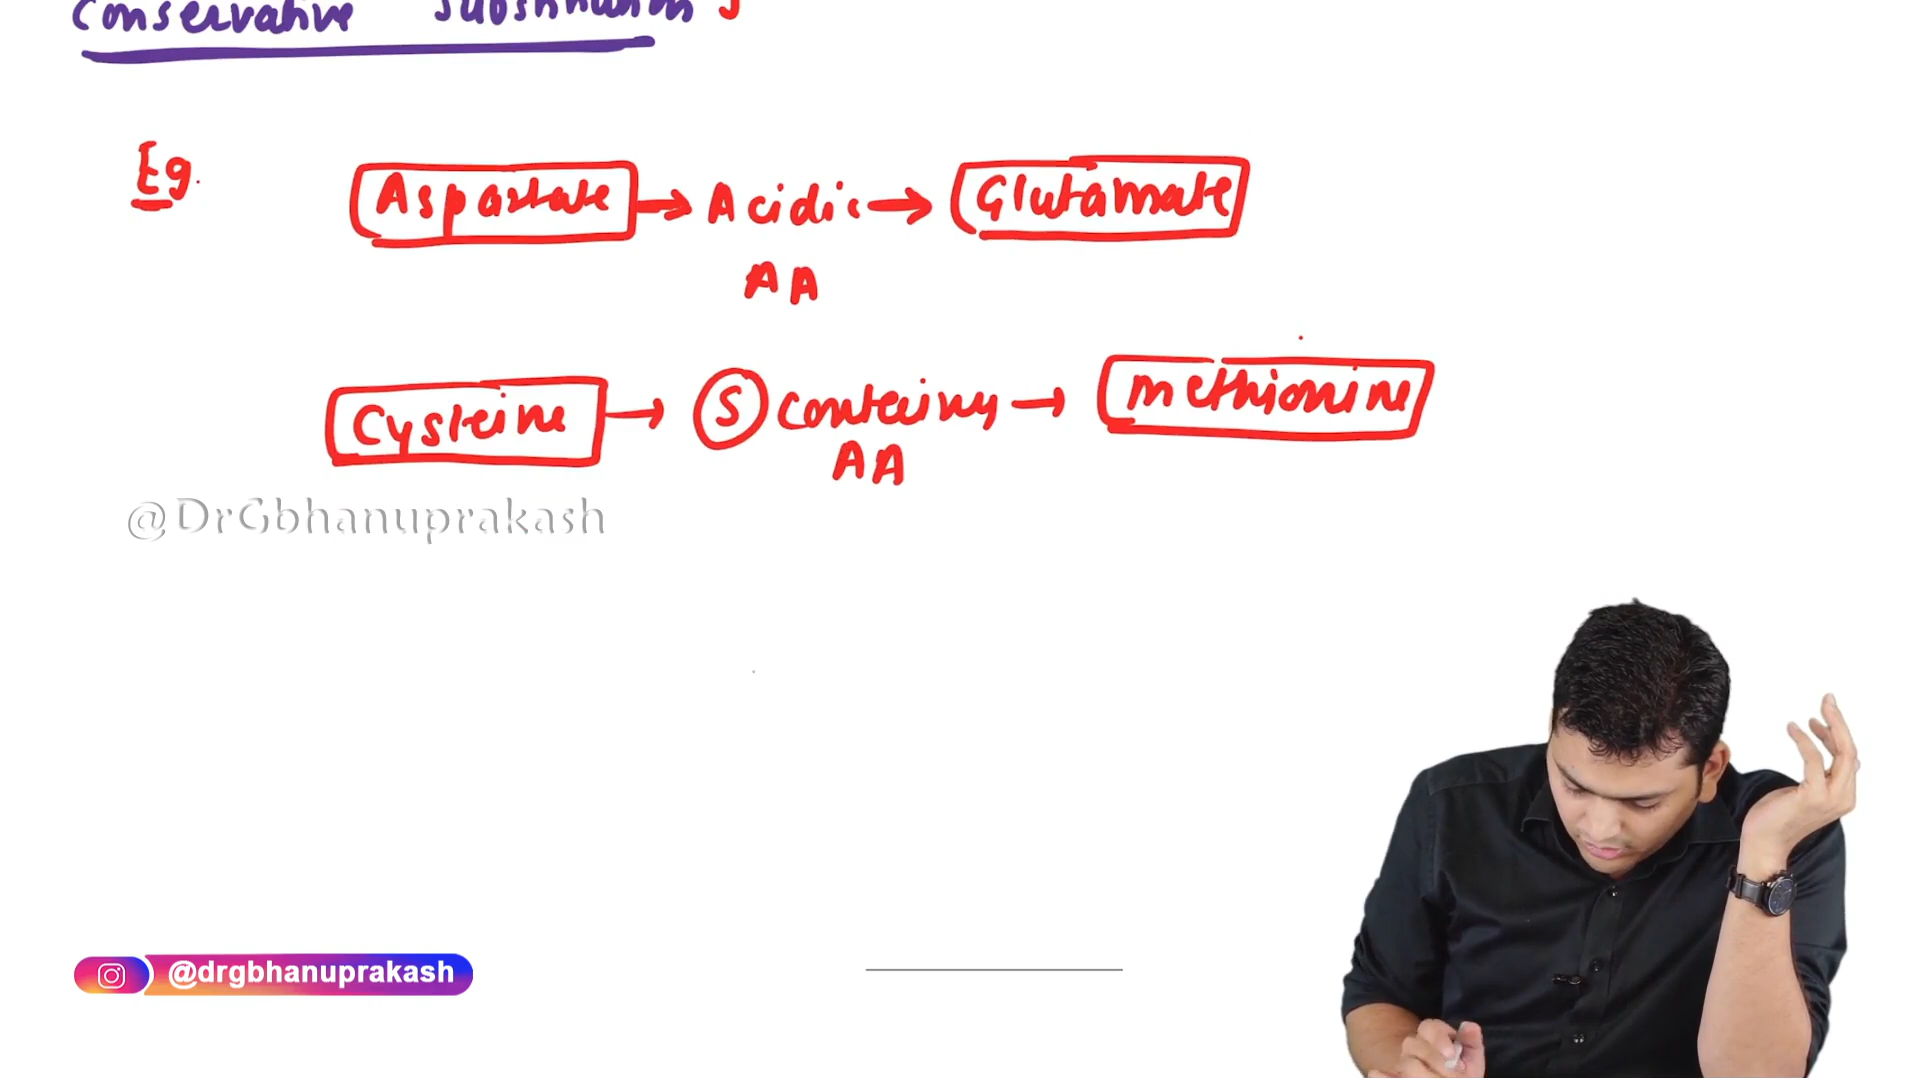 Conservative Substitution
Eg.
Aspartate → Acidic → Glutamate
AA
Cysteine → S containing → methionine
AA
@DrGbhanuprakash
@drgbhanuprakash